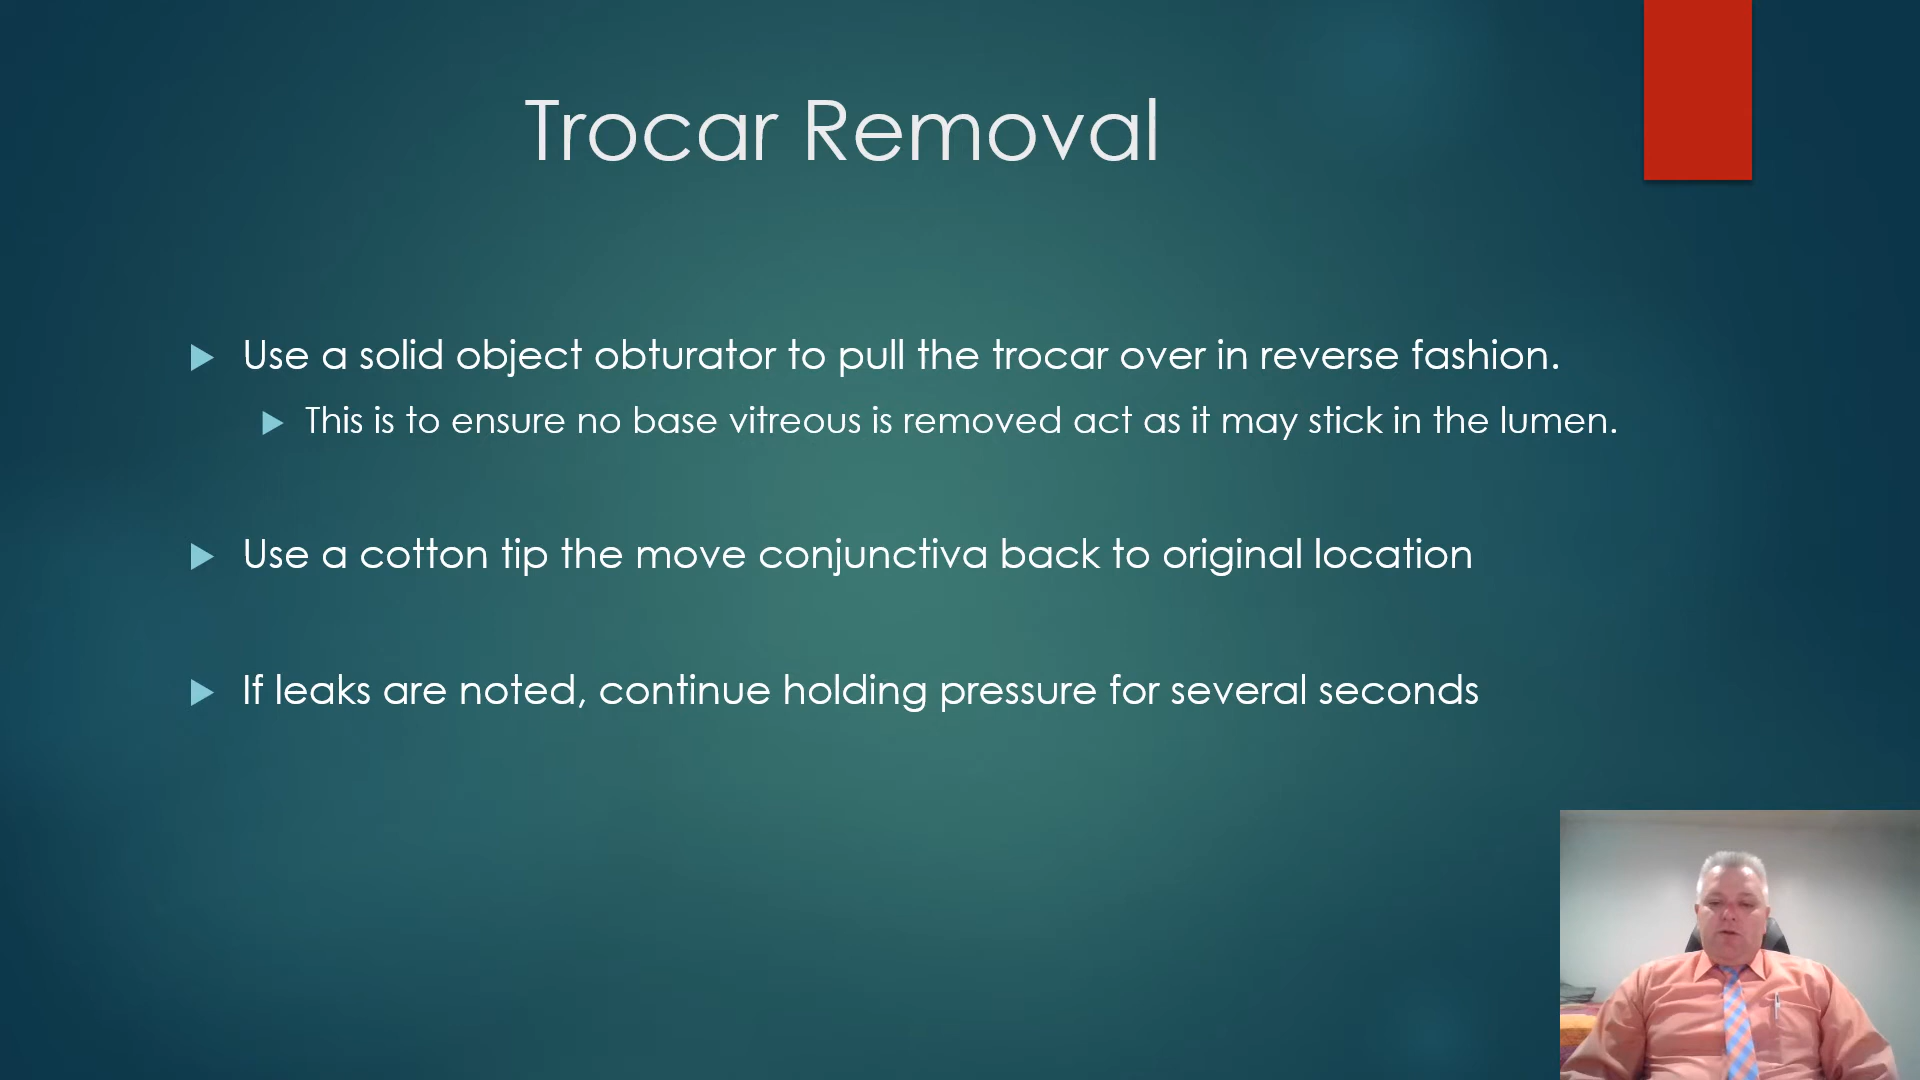 Trocar Removal
Use a solid object obturator to pull the trocar over in reverse fashion.
This is to ensure no base vitreous is removed act as it may stick in the lumen.
Use a cotton tip the move conjunctiva back to original location
If leaks are noted, continue holding pressure for several seconds